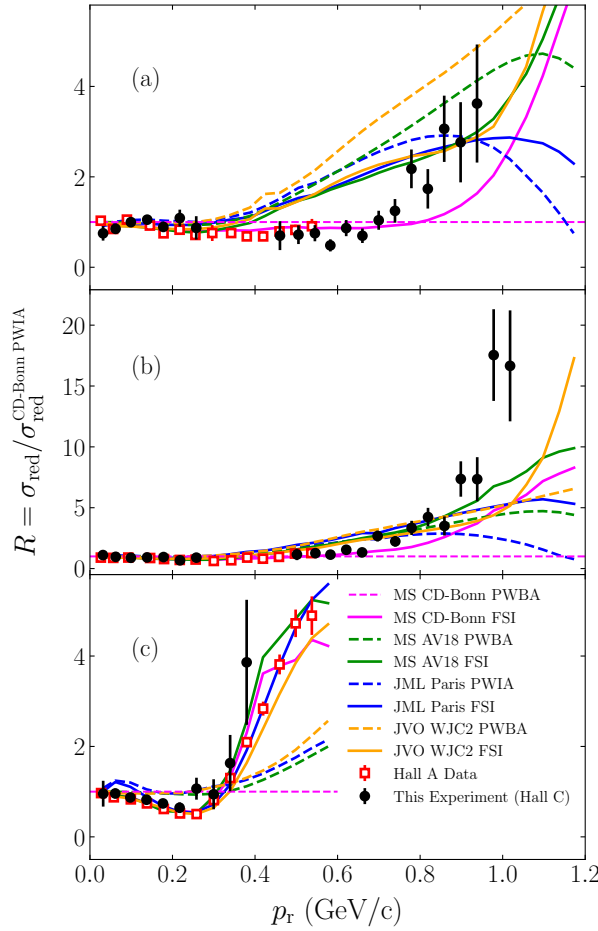 (a)
4
2
0
(b)
20
15
10
5
0
R = σ_red/σ_red^CD-Bonn PWIA
(c)
4
2
0
MS CD-Bonn PWBA
MS CD-Bonn FSI
MS AV18 PWBA
MS AV18 FSI
JML Paris PWIA
JML Paris FSI
JVO WJC2 PWBA
JVO WJC2 FSI
Hall A Data
This Experiment (Hall C)
0.0 0.2 0.4 0.6 0.8 1.0 1.2
p_r (GeV/c)